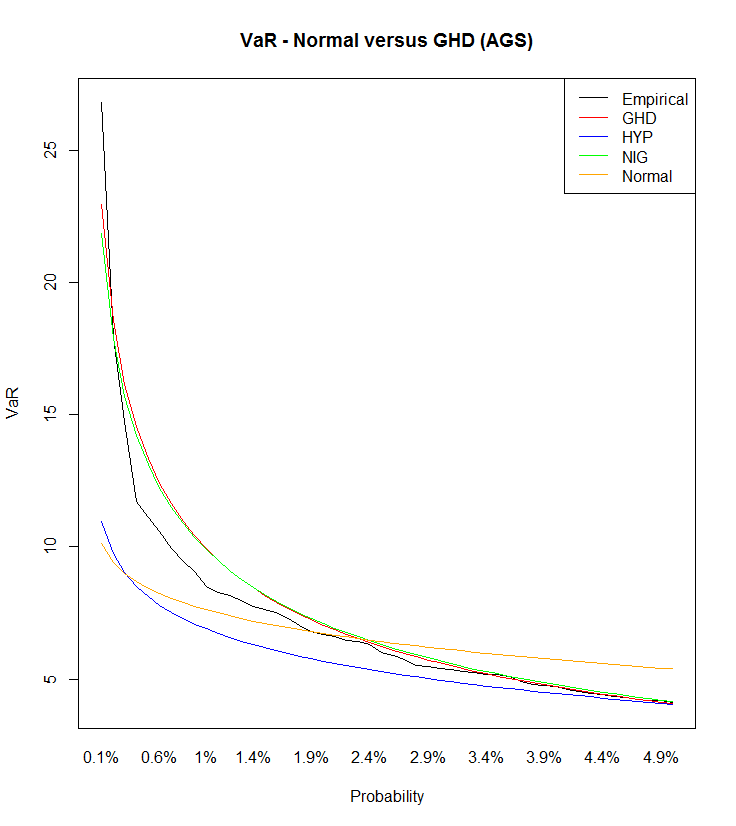 VaR - Normal versus GHD (AGS)
Empirical
GHD
HYP
NIG
Normal
25
20
15
10
5
VaR
0.1% 0.6% 1% 1.4% 1.9% 2.4% 2.9% 3.4% 3.9% 4.4% 4.9%
Probability